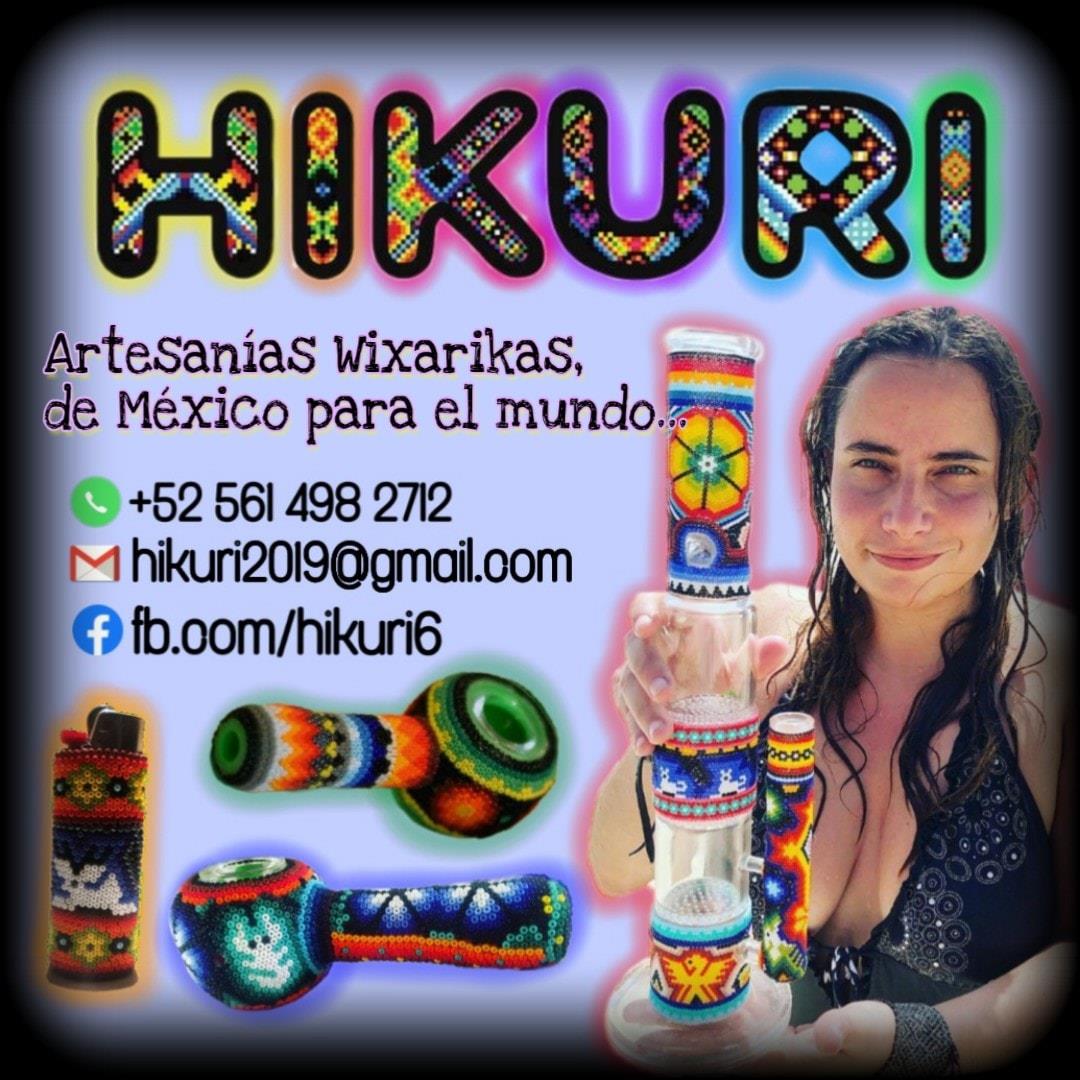 HIKURI
Artesanías Wixarikas,
de México para el mundo...
+52 561 498 2712
hikuri2019@gmail.com
fb.com/hikuri6